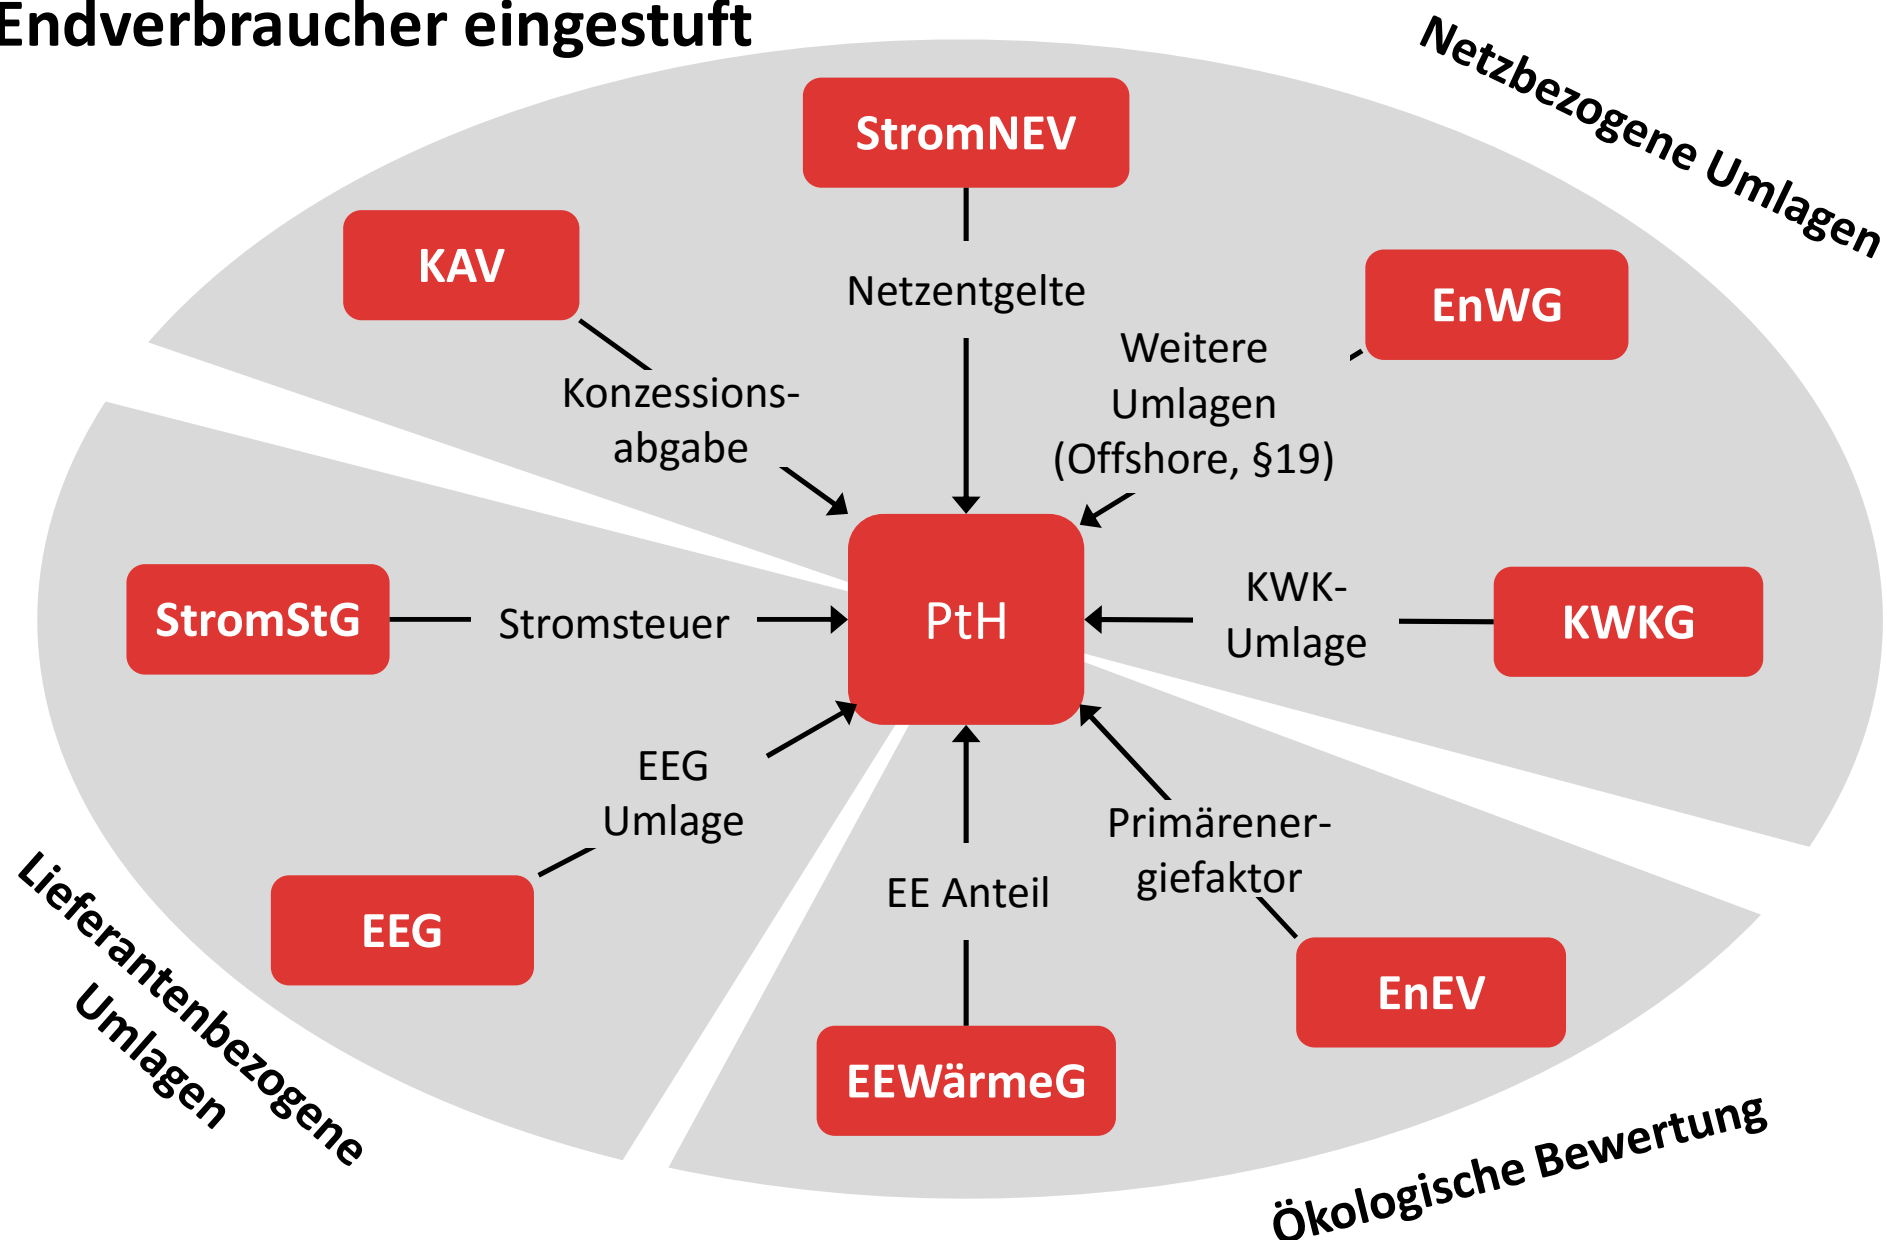 Endverbraucher eingestuft
Netzbezogene Umlagen
StromNEV
KAV
EnWG
Netzentgelte
Weitere
Umlagen
(Offshore, §19)
Konzessions-
abgabe
StromStG
Stromsteuer
PtH
KWK-
Umlage
KWKG
EEG
Umlage
Primärener-
giefaktor
EE Anteil
EEG
EnEV
EEWärmeG
Lieferantenbezogene
Umlagen
Ökologische Bewertung